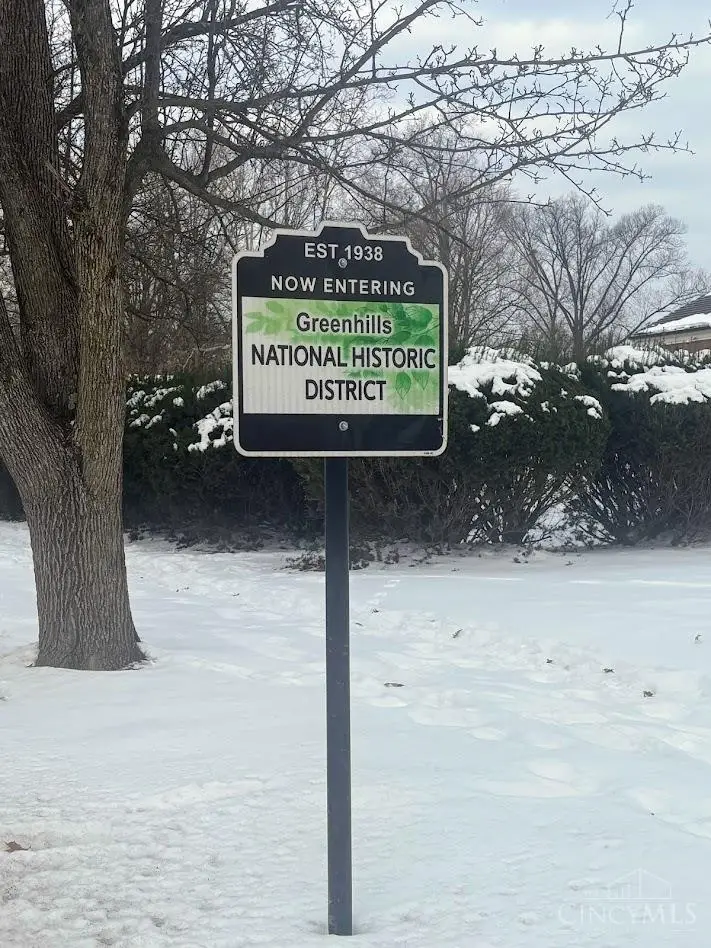 EST 1938
NOW ENTERING
Greenhills
NATIONAL HISTORIC
DISTRICT
CINCYMLS